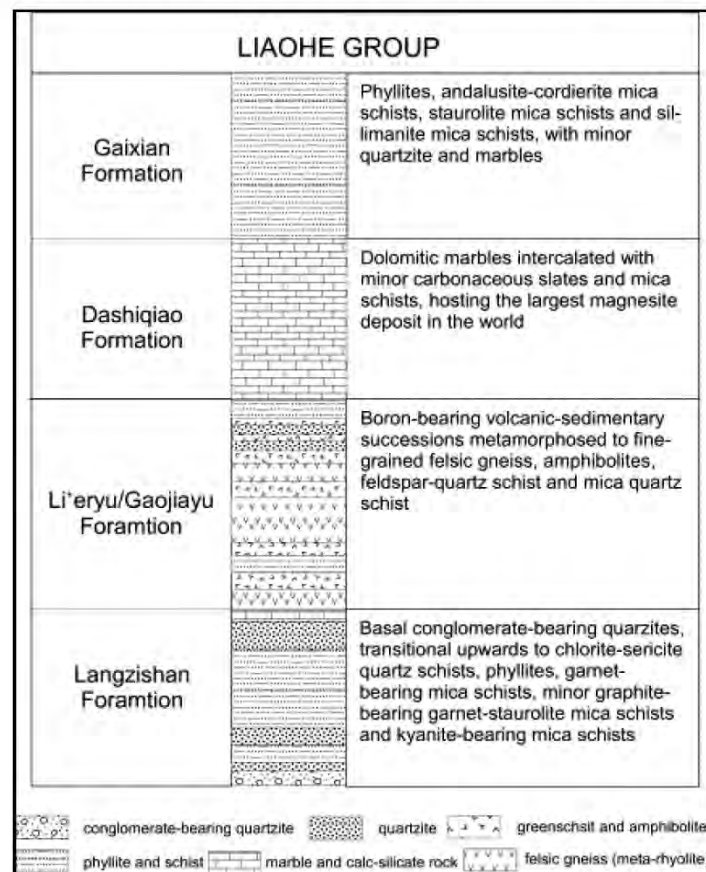 LIAOHE GROUP
Gaixian
Formation
Phyllites, andalusite-cordierite mica
schists, staurolite mica schists and sil-
limanite mica schists, with minor
quartzite and marbles
Dashiqiao
Formation
Dolomitic marbles intercalated with
minor carbonaceous slates and mica
schists, hosting the largest magnesite
deposit in the world
Li'eryu/Gaojiayu
Foramtion
Boron-bearing volcanic-sedimentary
successions metamorphosed to fine-
grained felsic gneiss, amphibolites,
feldspar-quartz schist and mica quartz
schist
Langzishan
Foramtion
Basal conglomerate-bearing quartzites,
transitional upwards to chlorite-sericite
quartz schists, phyllites, garnet-
bearing mica schists, minor graphite-
bearing garnet-staurolite mica schists
and kyanite-bearing mica schists
conglomerate-bearing quartzite quartzite greenschsit and amphibolite
phyllite and schist marble and calc-silicate rock felsic gneiss (meta-rhyolite